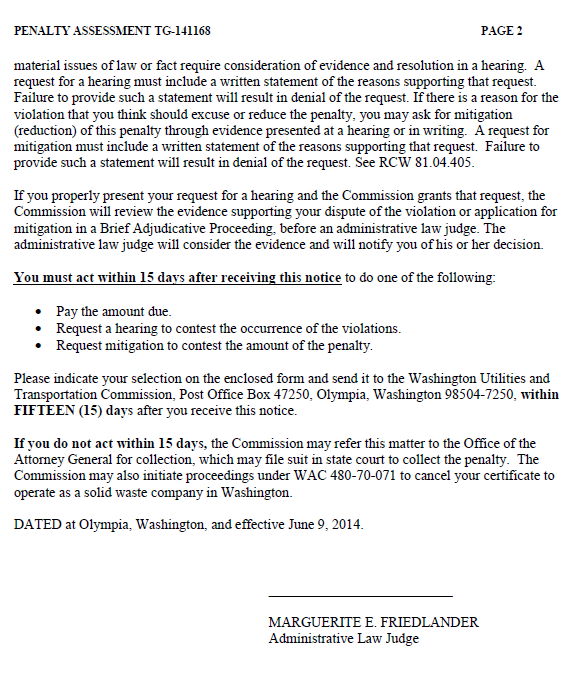 PENALTY ASSESSMENT TG-141168 PAGE 2
material issues of law or fact require consideration of evidence and resolution in a hearing. A
request for a hearing must include a written statement of the reasons supporting that request.
Failure to provide such a statement will result in denial of the request. If there is a reason for the
violation that you think should excuse or reduce the penalty, you may ask for mitigation
(reduction) of this penalty through evidence presented at a hearing or in writing. A request for
mitigation must include a written statement of the reasons supporting that request. Failure to
provide such a statement will result in denial of the request. See RCW 81.04.405.
If you properly present your request for a hearing and the Commission grants that request, the
Commission will review the evidence supporting your dispute of the violation or application for
mitigation in a Brief Adjudicative Proceeding, before an administrative law judge. The
administrative law judge will consider the evidence and will notify you of his or her decision.
You must act within 15 days after receiving this notice to do one of the following:
• Pay the amount due.
• Request a hearing to contest the occurrence of the violations.
• Request mitigation to contest the amount of the penalty.
Please indicate your selection on the enclosed form and send it to the Washington Utilities and
Transportation Commission, Post Office Box 47250, Olympia, Washington 98504-7250, within
FIFTEEN (15) days after you receive this notice.
If you do not act within 15 days, the Commission may refer this matter to the Office of the
Attorney General for collection, which may file suit in state court to collect the penalty. The
Commission may also initiate proceedings under WAC 480-70-071 to cancel your certificate to
operate as a solid waste company in Washington.
DATED at Olympia, Washington, and effective June 9, 2014.
MARGUERITE E. FRIEDLANDER
Administrative Law Judge